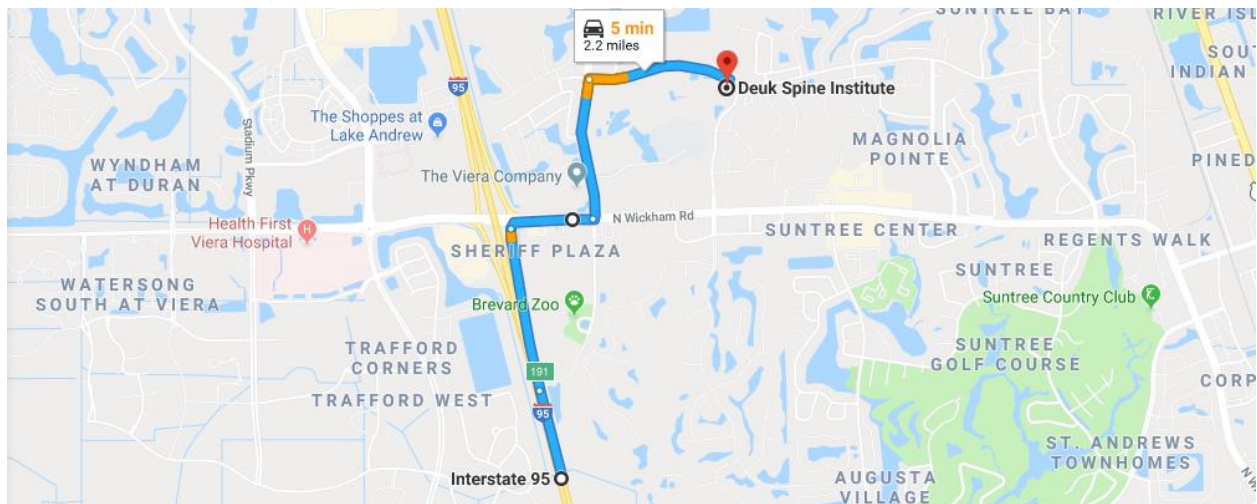 SUNTREE BAY
RIVER ISL
5 min
2.2 miles
SOUT
INDIAN
95
Deuk Spine Institute
The Shoppes at
Lake Andrew
Stadium Pkwy
MAGNOLIA
POINTE
WYNDHAM
AT DURAN
PINED
The Viera Company
N Wickham Rd
Health First
Viera Hospital
H
SHERIFF PLAZA
SUNTREE CENTER
REGENTS WALK
WATERSONG
SOUTH AT VIERA
SUNTREE
Brevard Zoo
Suntree Country Club
TRAFFORD
CORNERS
SUNTREE
GOLF COURSE
191
TRAFFORD WEST
CORP
95
ST. ANDREWS
TOWNHOMES
Interstate 95
AUGUSTA
VILLAGE